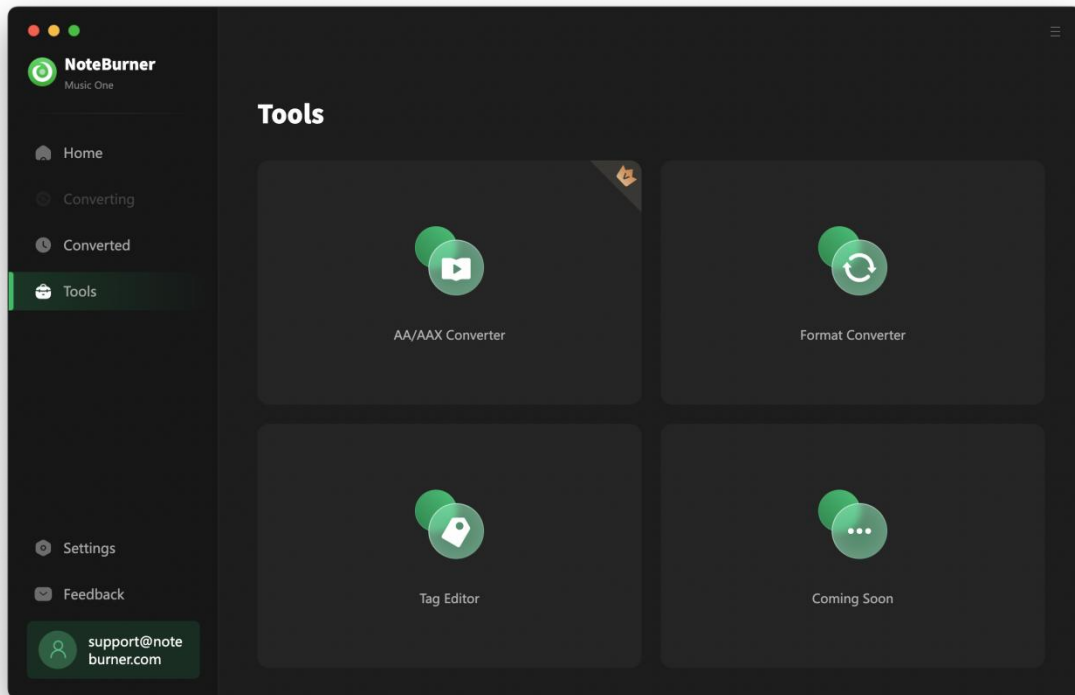 NoteBurner
Music One
Home
Converting
Converted
Tools
Settings
Feedback
support@note
burner.com
Tools
AA/AAX Converter
Format Converter
Tag Editor
Coming Soon